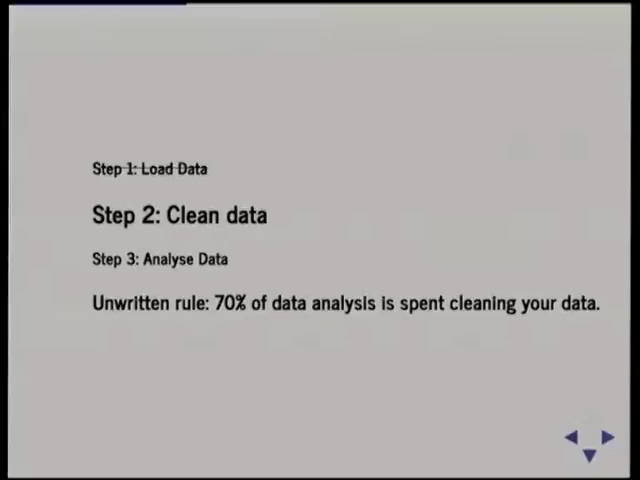 Step 1: Load Data
Step 2: Clean data
Step 3: Analyse Data
Unwritten rule: 70% of data analysis is spent cleaning your data.